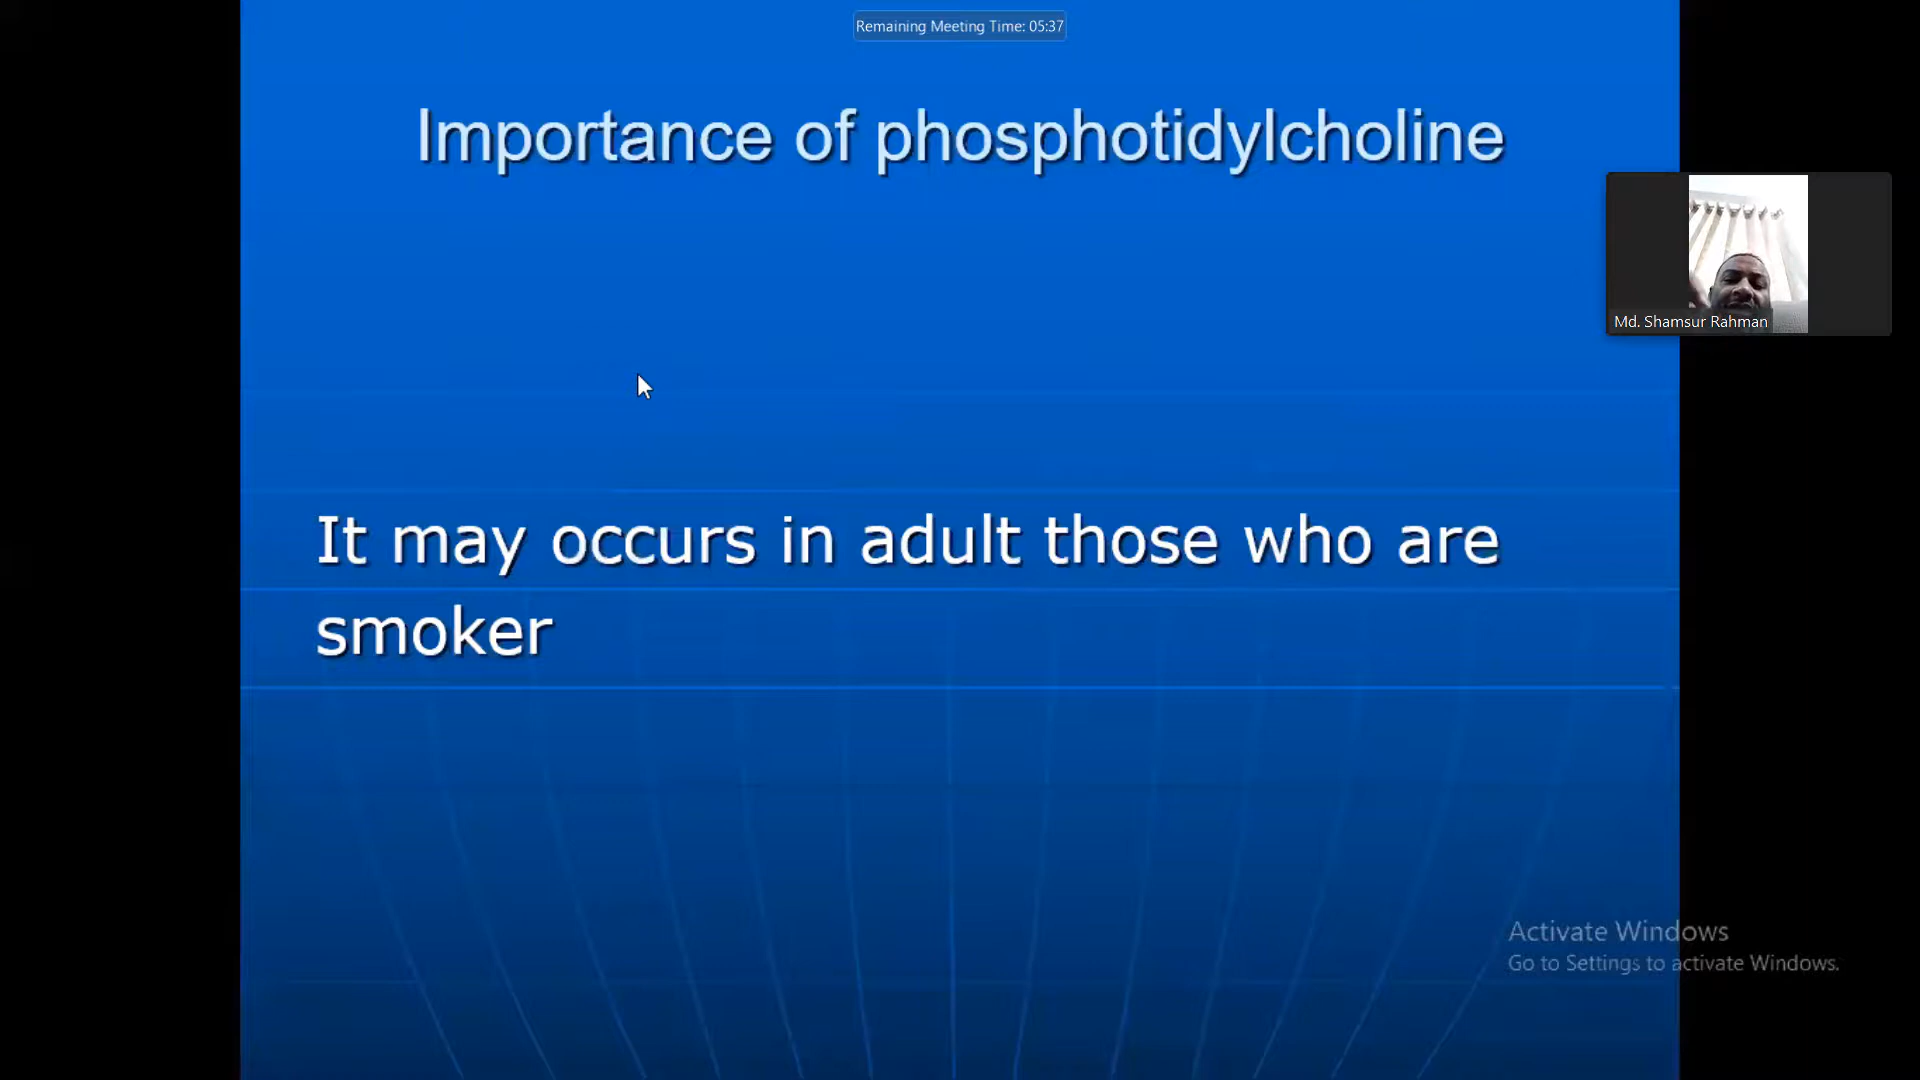 Remaining Meeting Time: 05:37
Importance of phosphotidylcholine
Md. Shamsur Rahman
It may occurs in adult those who are
smoker
Activate Windows
Go to Settings to activate Windows.